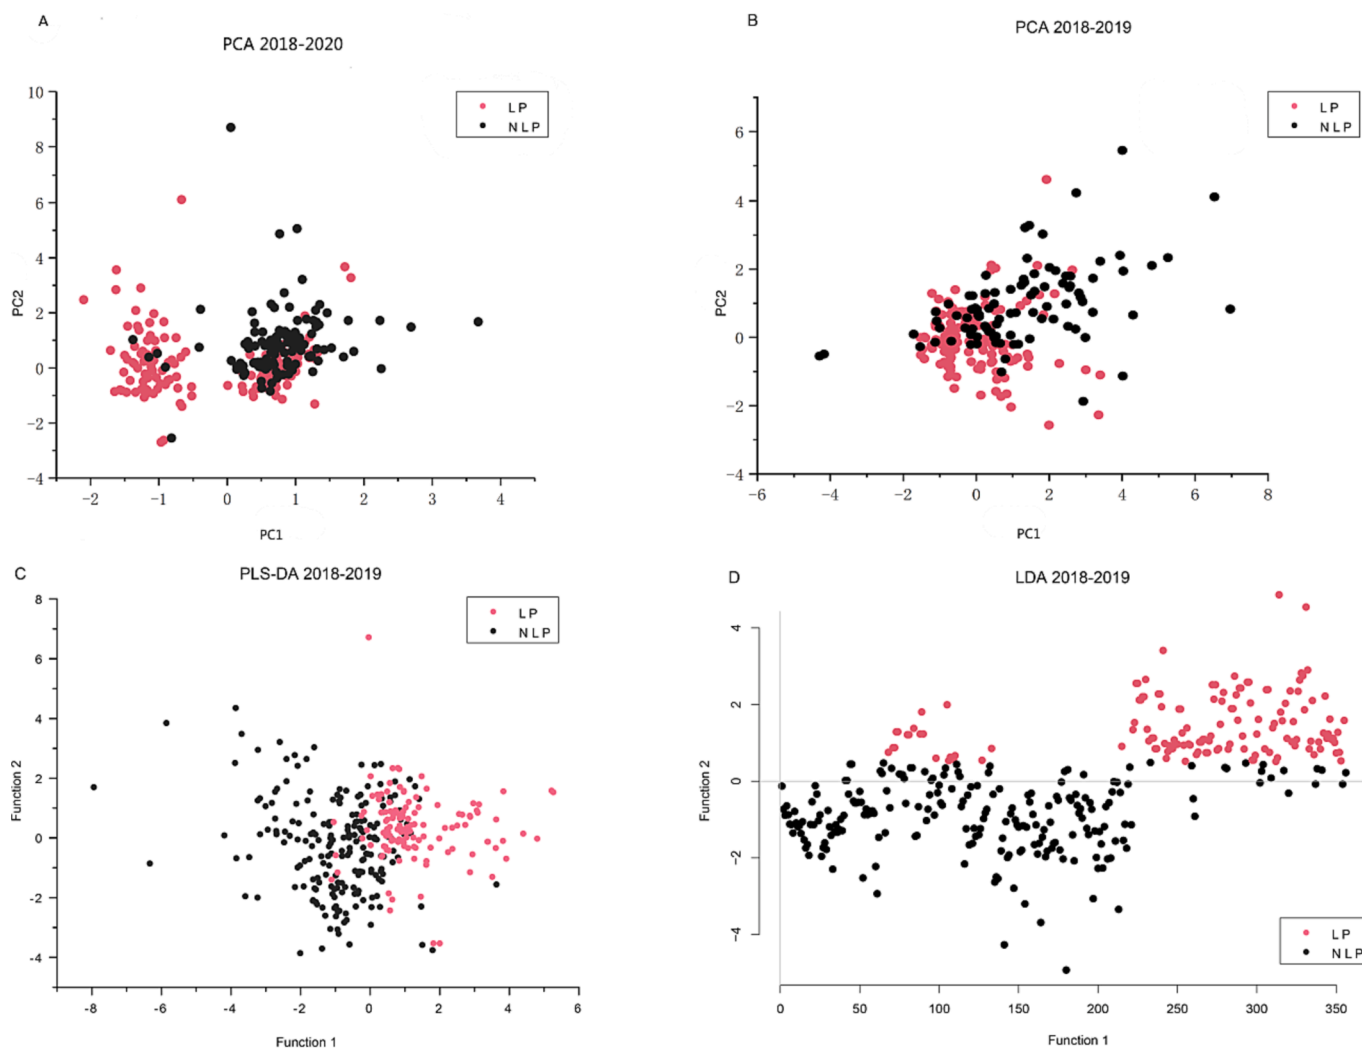 A
PCA 2018-2020
10
8
6
4
2
0
-2
-4
-2
-1
0
1
2
3
4
PC2
PC1
LP
NLP
B
PCA 2018-2019
6
4
2
0
-2
-4
-6
-4
-2
0
2
4
6
8
PC2
PC1
LP
NLP
C
PLS-DA 2018-2019
8
6
4
2
0
-2
-4
-8
-6
-4
-2
0
2
4
6
Function 2
Function 1
LP
NLP
D
LDA 2018-2019
4
2
0
-2
-4
0
50
100
150
200
250
300
350
Function 2
Function 1
LP
NLP